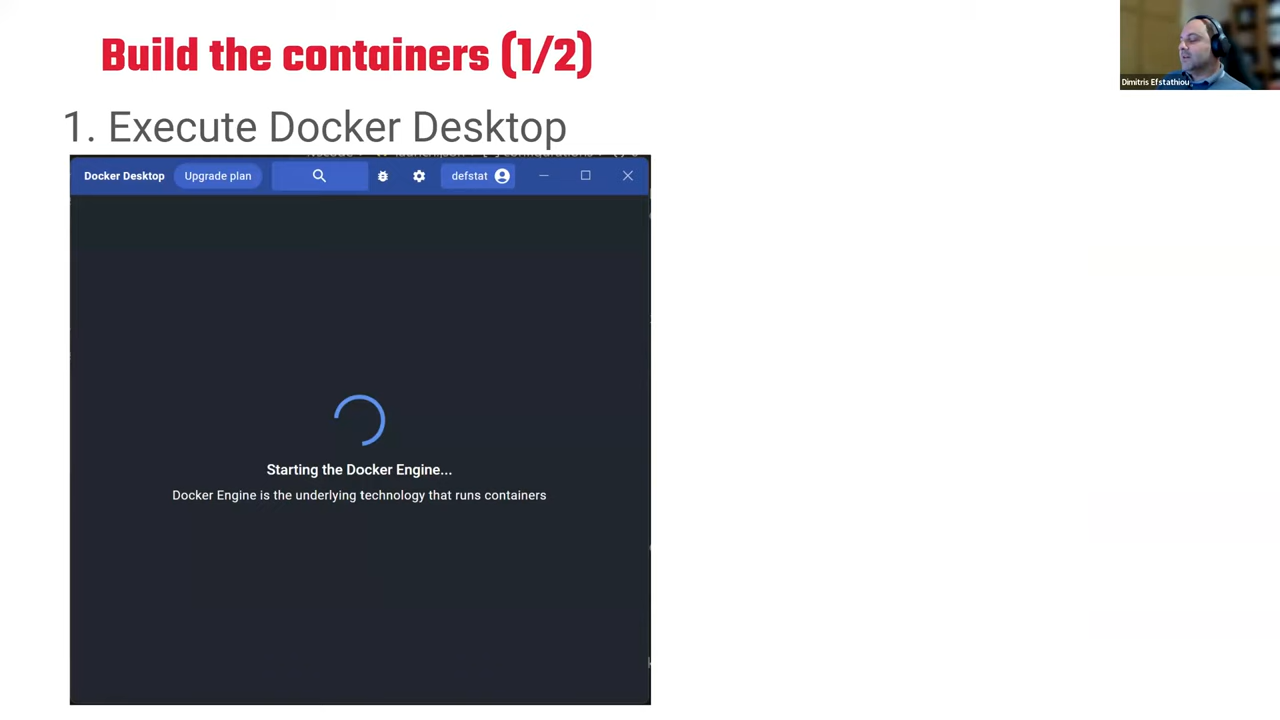 Build the containers (1/2)
Dimitris Efstathiou
1. Execute Docker Desktop
Docker Desktop Upgrade plan defstat
Starting the Docker Engine...
Docker Engine is the underlying technology that runs containers